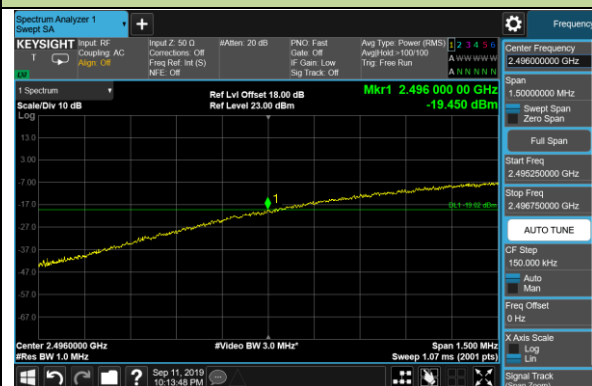 Spectrum Analyzer 1
Swept SA
+
Frequency
KEYSIGHT Input: RF Input Z: 50 Ω #Atten: 20 dB PNO: Fast Avg Type: Power (RMS) 1 2 3 4 5 6
T Coupling: AC Corrections: Off Gate: Off Avg|Hold:>100/100 A W W W W W
Align: Off Freq Ref: Int (S) IF Gain: Low Trig: Free Run
LXI NFE: Off Sig Track: Off A N N N N N
Center Frequency
2.496000000 GHz
Span
1.50000000 MHz
Swept Span
Zero Span
Full Span
Start Freq
2.495250000 GHz
Stop Freq
2.496750000 GHz
AUTO TUNE
CF Step
150.000 kHz
Auto
Man
Freq Offset
0 Hz
X Axis Scale
Log
Lin
Signal Track
(Span Zoom)
1 Spectrum
Scale/Div 10 dB
Log
Ref Lvl Offset 18.00 dB
Ref Level 23.00 dBm
Mkr1 2.496 000 00 GHz
-19.450 dBm
13.0
3.00
-7.00
-17.0
-27.0
-37.0
-47.0
-57.0
-67.0
1
DL1 -19.02 dBm
Center 2.4960000 GHz #Video BW 3.0 MHz* Span 1.500 MHz
#Res BW 1.0 MHz Sweep 1.07 ms (2001 pts)
? Sep 11, 2019
10:13:48 PM